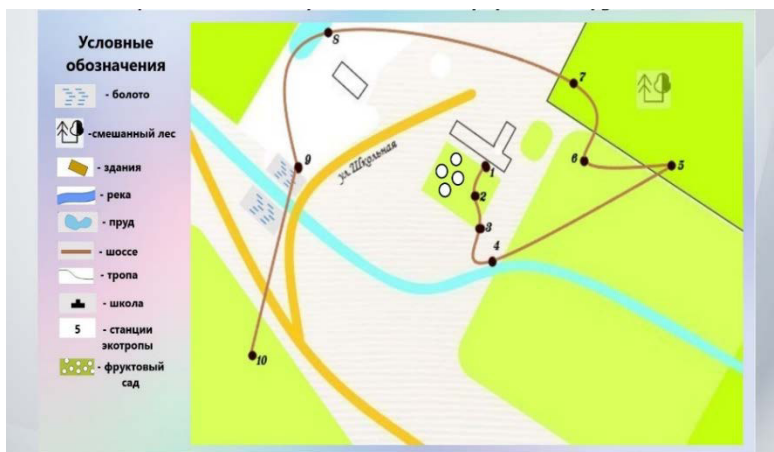 Условные
обозначения
- болото
-смешанный лес
- здания
- река
- пруд
- шоссе
- тропа
- школа
5 - станции
экотропы
- фруктовый
сад
8
7
9
ул. Школьная
6
5
1
2
3
4
10